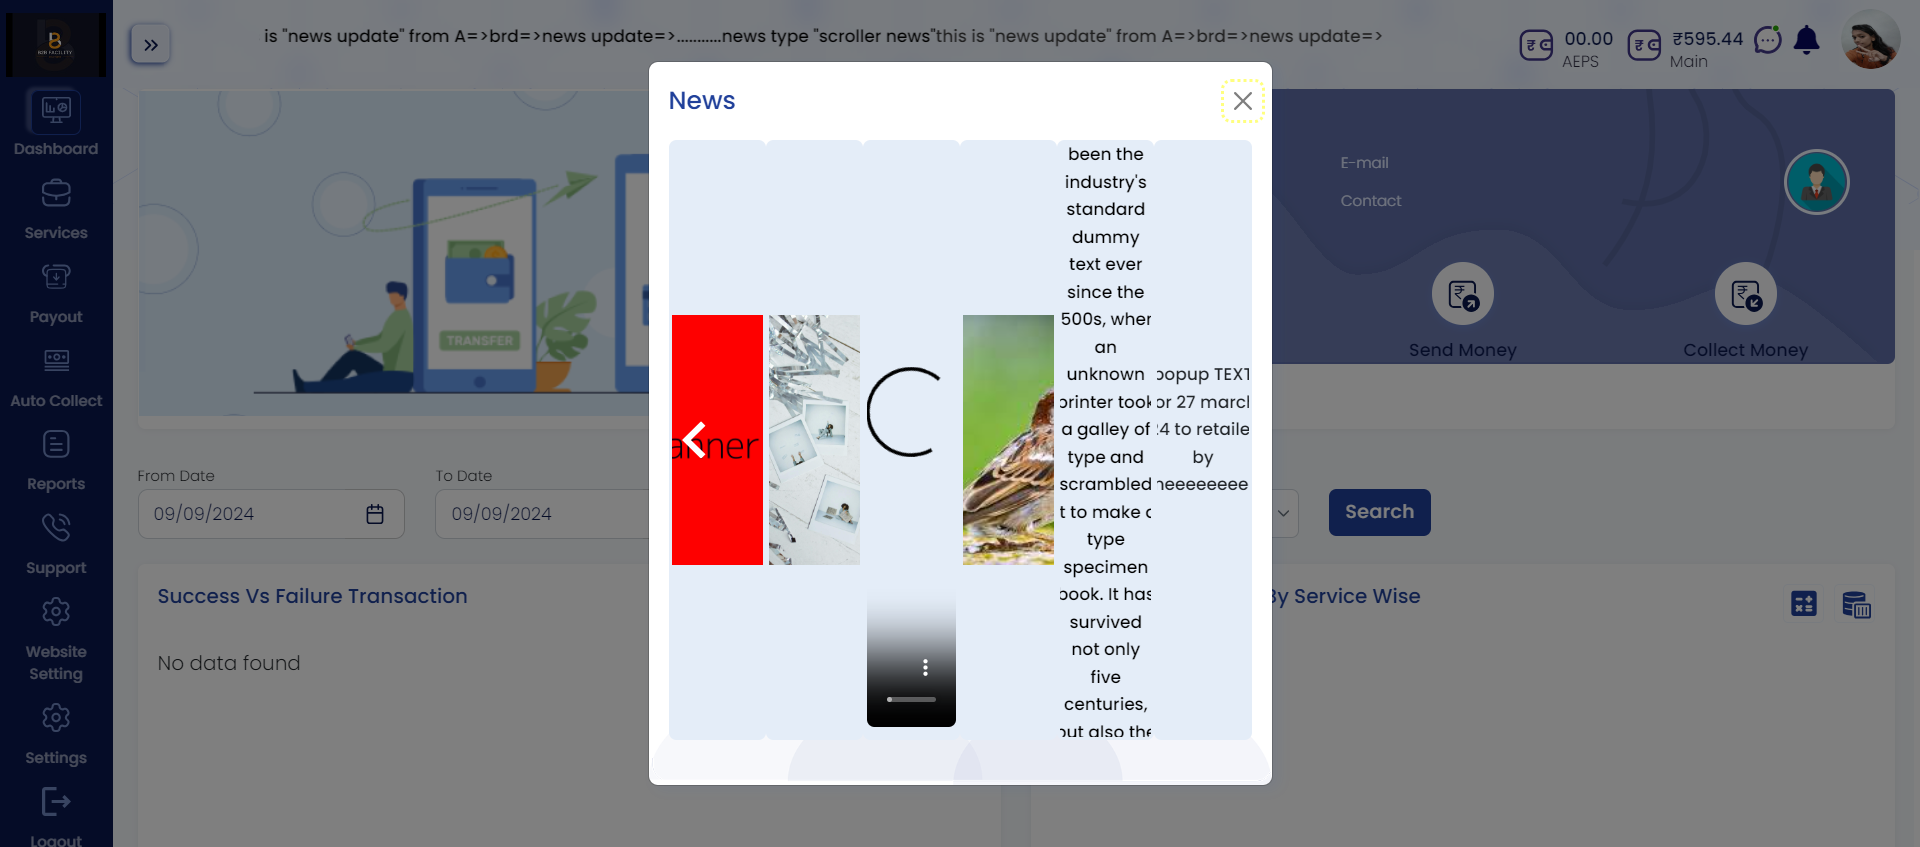 is "news update" from A=>brd=>news update=>...........news type "scroller news"this is "news update" from A=>brd=>news update=>
00.00
AEPS
₹595.44
Main
Dashboard
Services
Payout
Auto Collect
Reports
Support
Website
Setting
Settings
Logout
TRANSFER
E-mail
Contact
Send Money
Collect Money
From Date
09/09/2024
To Date
09/09/2024
Search
Success Vs Failure Transaction
No data found
By Service Wise
News
anner
been the
industry's
standard
dummy
text ever
since the
500s, when
an
unknown
printer took
a galley of
type and
scrambled
it to make a
type
specimen
book. It has
survived
not only
five
centuries,
but also the
popup TEXT
or 27 marcl
24 to retaile
by
heeeeeeee